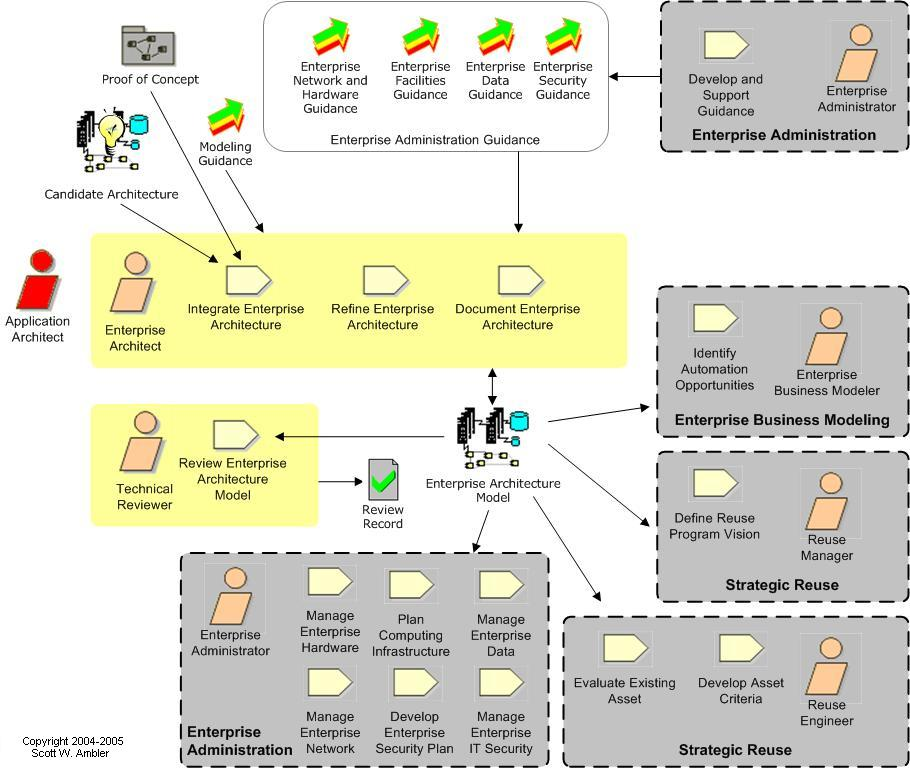 Proof of Concept
Candidate Architecture
Modeling
Guidance
Enterprise
Network and
Hardware
Guidance
Enterprise
Facilities
Guidance
Enterprise
Data
Guidance
Enterprise
Security
Guidance
Enterprise Administration Guidance
Develop and
Support
Guidance
Enterprise
Administrator
Enterprise Administration
Application
Architect
Enterprise
Architect
Integrate Enterprise
Architecture
Refine Enterprise
Architecture
Document Enterprise
Architecture
Identify
Automation
Opportunities
Enterprise
Business Modeler
Enterprise Business Modeling
Technical
Reviewer
Review Enterprise
Architecture
Model
Review
Record
Enterprise Architecture
Model
Define Reuse
Program Vision
Reuse
Manager
Strategic Reuse
Enterprise
Administrator
Manage
Enterprise
Hardware
Plan
Computing
Infrastructure
Manage
Enterprise
Data
Manage
Enterprise
Network
Develop
Enterprise
Security Plan
Manage
Enterprise
IT Security
Enterprise
Administration
Evaluate Existing
Asset
Develop Asset
Criteria
Reuse
Engineer
Strategic Reuse
Copyright 2004-2005
Scott W. Ambler